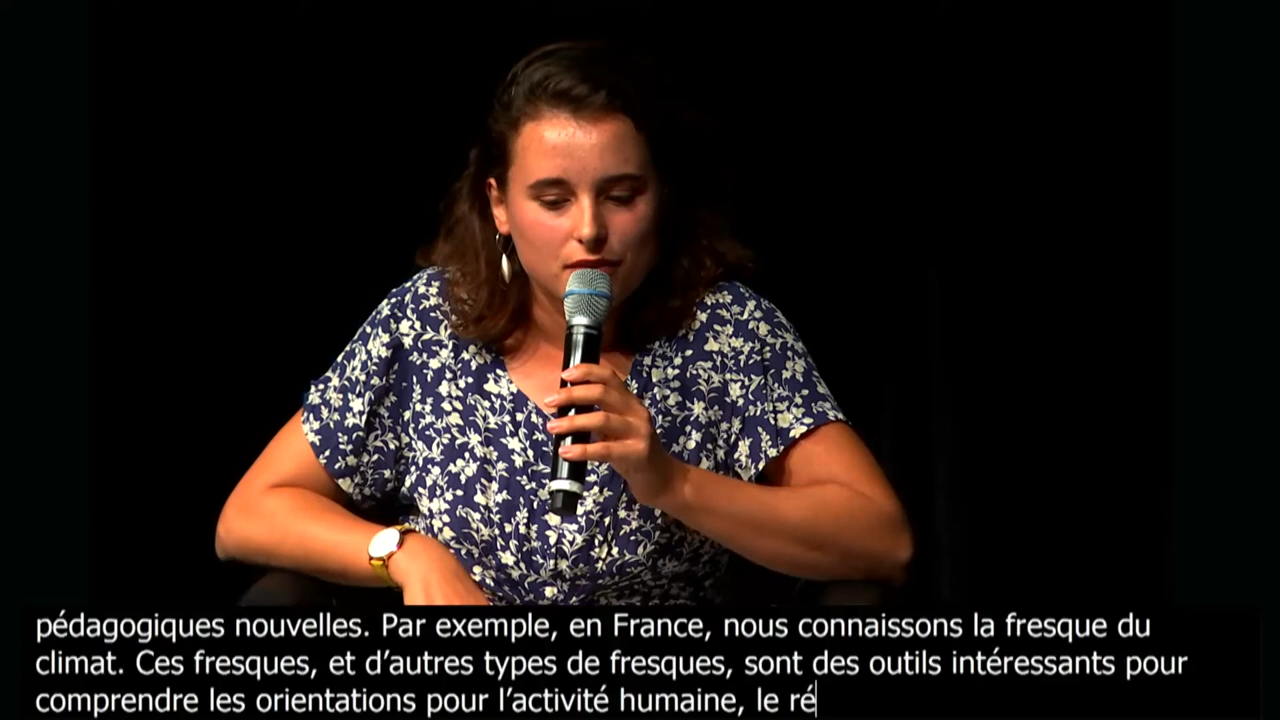 pédagogiques nouvelles. Par exemple, en France, nous connaissons la fresque du
climat. Ces fresques, et d’autres types de fresques, sont des outils intéressants pour
comprendre les orientations pour l’activité humaine, le ré